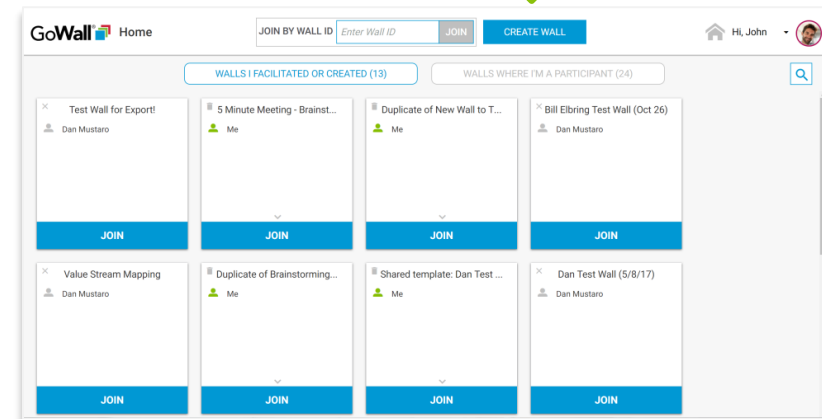 GoWall Home
JOIN BY WALL ID Enter Wall ID JOIN CREATE WALL Hi, John
WALLS I FACILITATED OR CREATED (13) WALLS WHERE I'M A PARTICIPANT (24)
Test Wall for Export! 5 Minute Meeting - Brainst... Duplicate of New Wall to T... Bill Elbring Test Wall (Oct 26)
Dan Mustaro Me Me Dan Mustaro
JOIN JOIN JOIN JOIN
Value Stream Mapping Duplicate of Brainstorming... Shared template: Dan Test ... Dan Test Wall (5/8/17)
Dan Mustaro Me Me Dan Mustaro
JOIN JOIN JOIN JOIN